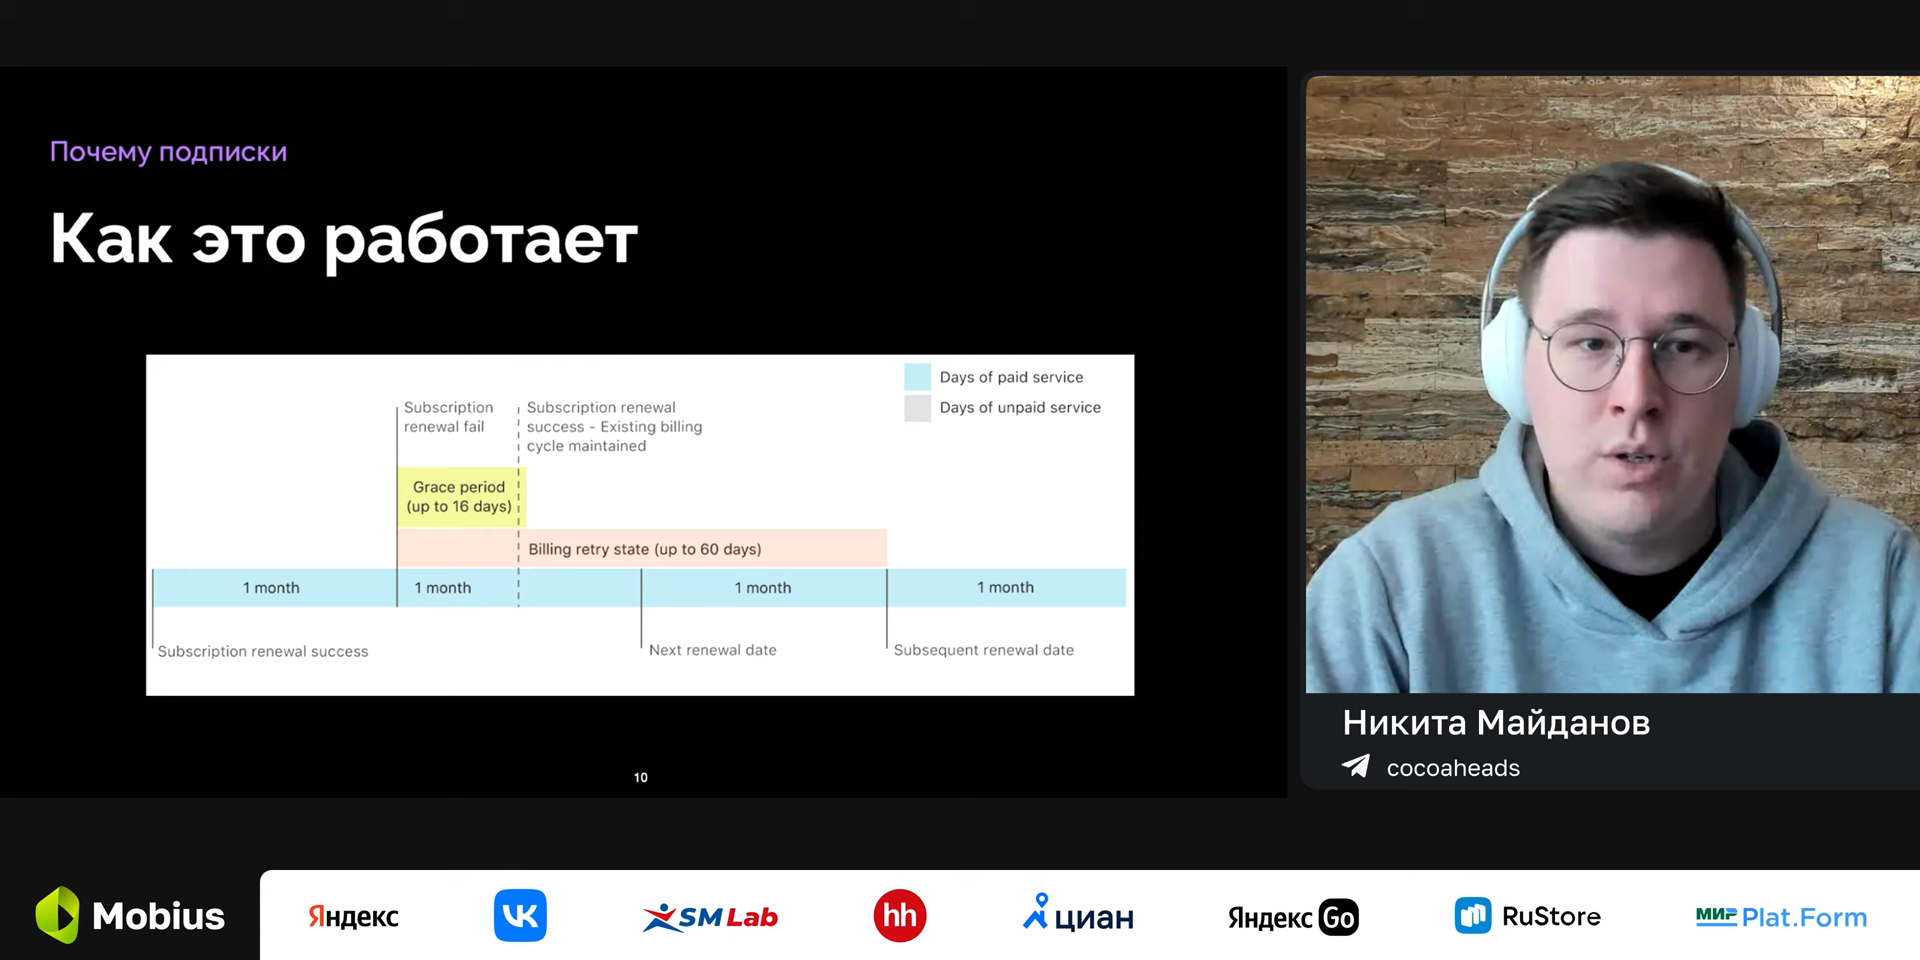 Почему подписки
Как это работает
Days of paid service
Days of unpaid service
Subscription
renewal fail
Subscription renewal
success - Existing billing
cycle maintained
Grace period
(up to 16 days)
Billing retry state (up to 60 days)
1 month
1 month
1 month
1 month
Subscription renewal success
Next renewal date
Subsequent renewal date
10
Никита Майданов
cocoaheads
Mobius
Яндекс
VK
SM Lab
hh
циан
Яндекс Go
RuStore
МИР Plat.Form